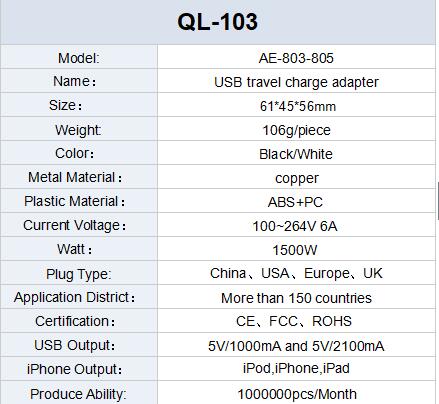 QL-103
Model: AE-803-805
Name： USB travel charge adapter
Size： 61*45*56mm
Weight: 106g/piece
Color： Black/White
Metal Material： copper
Plastic Material： ABS+PC
Current Voltage： 100~264V 6A
Watt： 1500W
Plug Type: China、USA、Europe、UK
Application District： More than 150 countries
Certification： CE、FCC、ROHS
USB Output： 5V/1000mA and 5V/2100mA
iPhone Output： iPod,iPhone,iPad
Produce Ability: 1000000pcs/Month